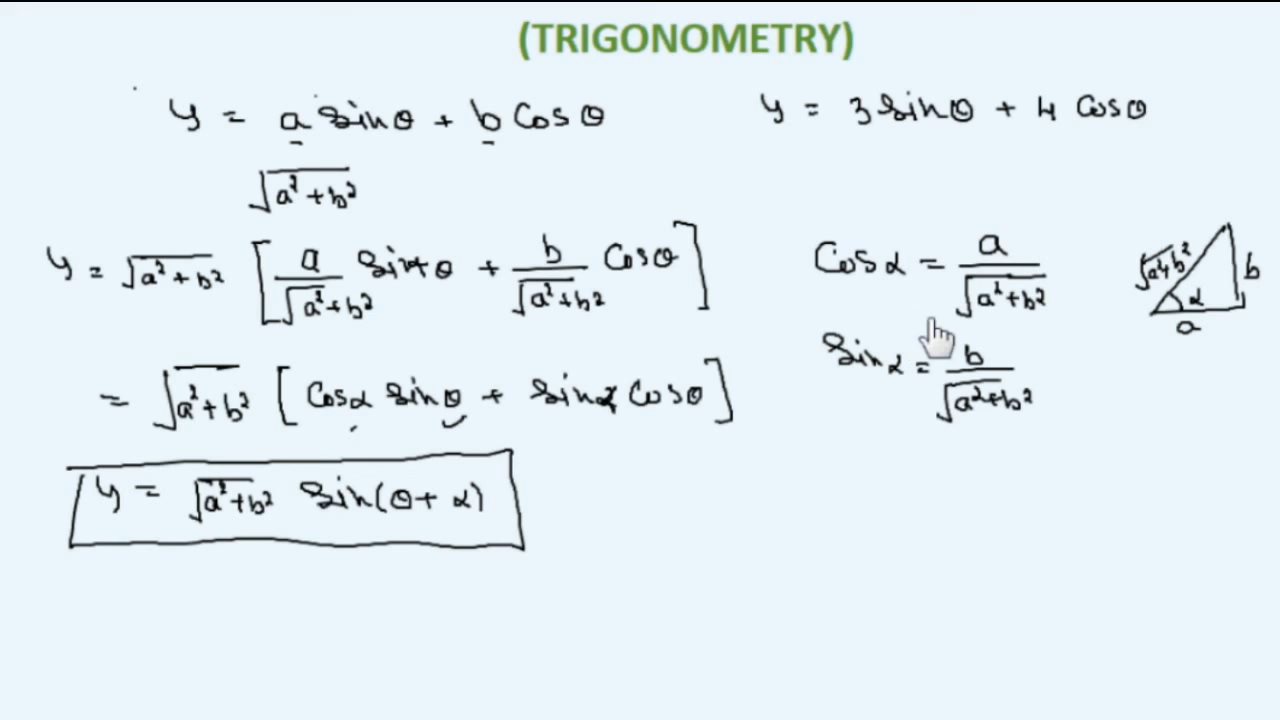 (TRIGONOMETRY)
y = a sinθ + b cosθ
y = 3 sinθ + 4 cosθ
√(a² + b²)
y = √(a² + b²) [a/√(a² + b²) sinθ + b/√(a² + b²) cosθ]
cosα = a/√(a² + b²)
√(a² + b²)
b
α
a
sinα = b/√(a² + b²)
= √(a² + b²) [cosα sinθ + sinα cosθ]
y = √(a² + b²) sin(θ + α)